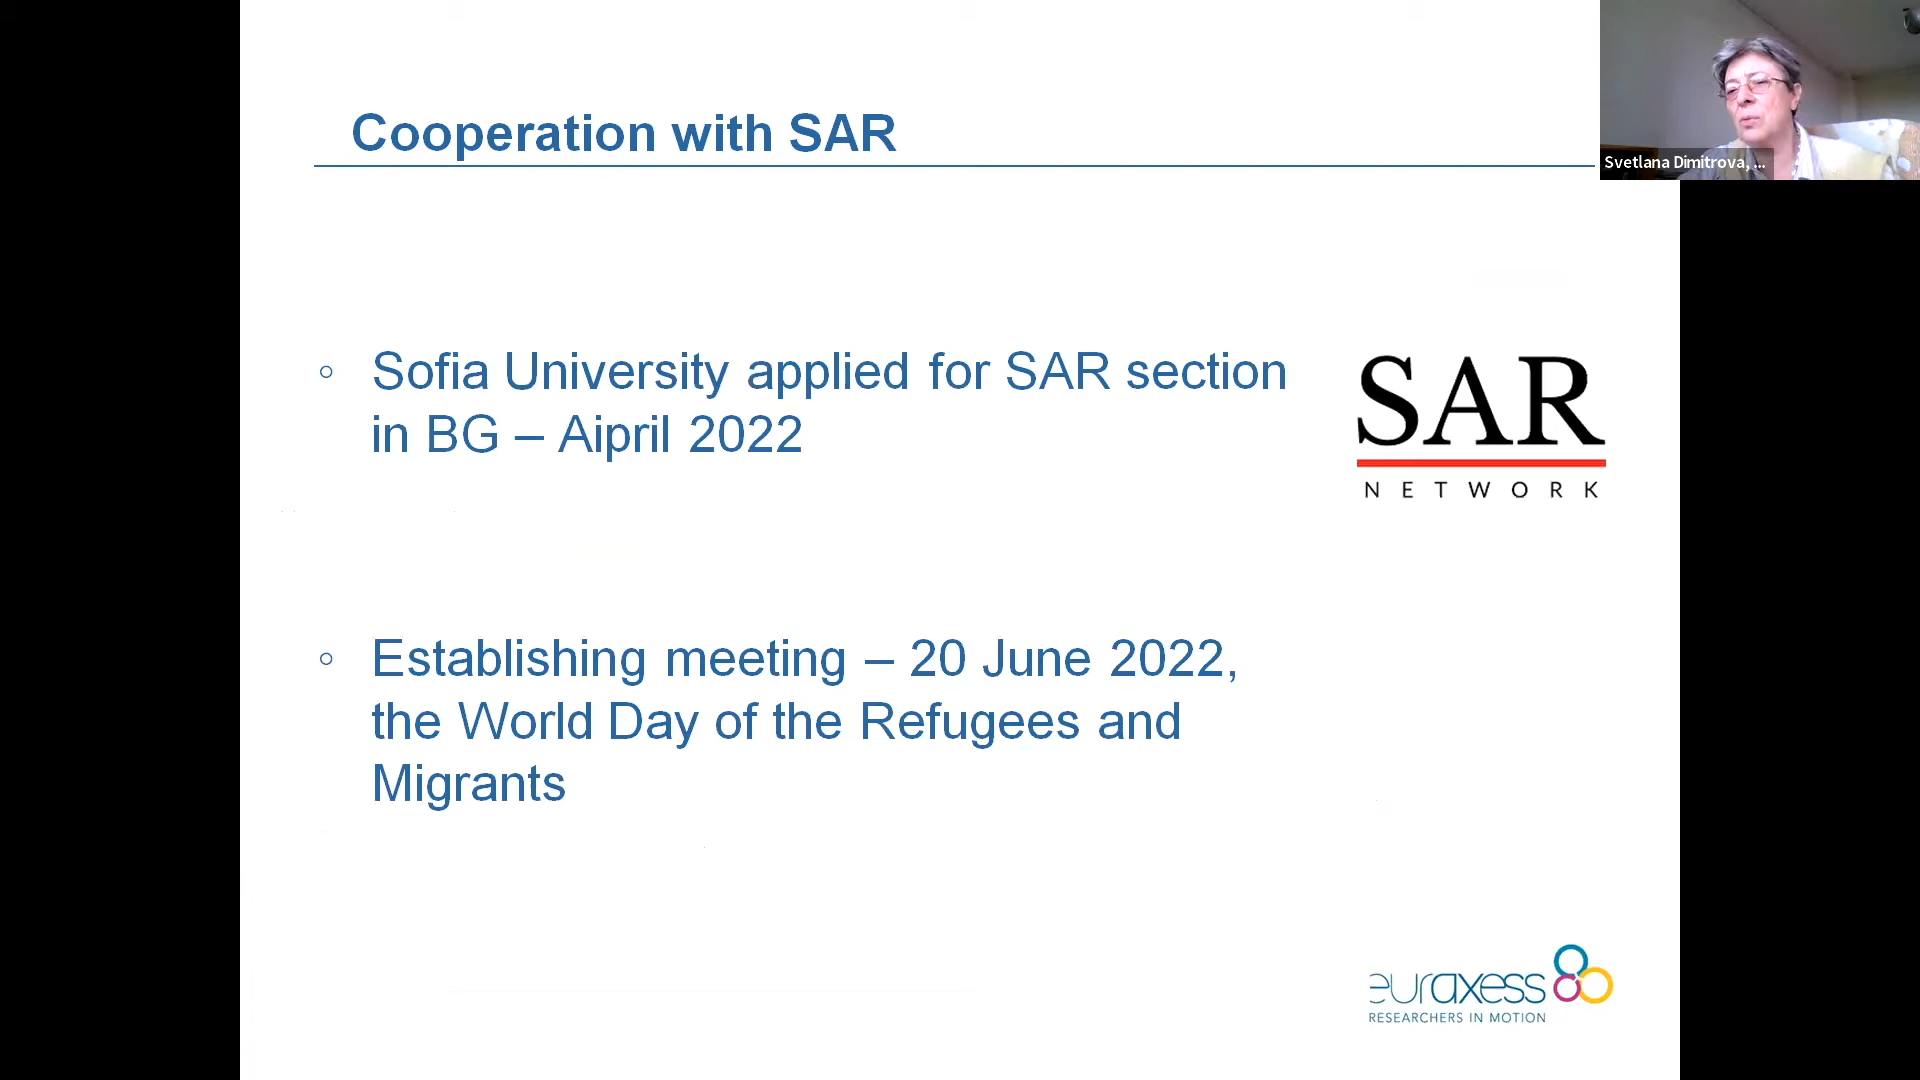 Cooperation with SAR
Svetlana Dimitrova, ...
◦ Sofia University applied for SAR section
in BG – Aipril 2022
SAR
NETWORK
◦ Establishing meeting – 20 June 2022,
the World Day of the Refugees and
Migrants
euraxess
RESEARCHERS IN MOTION